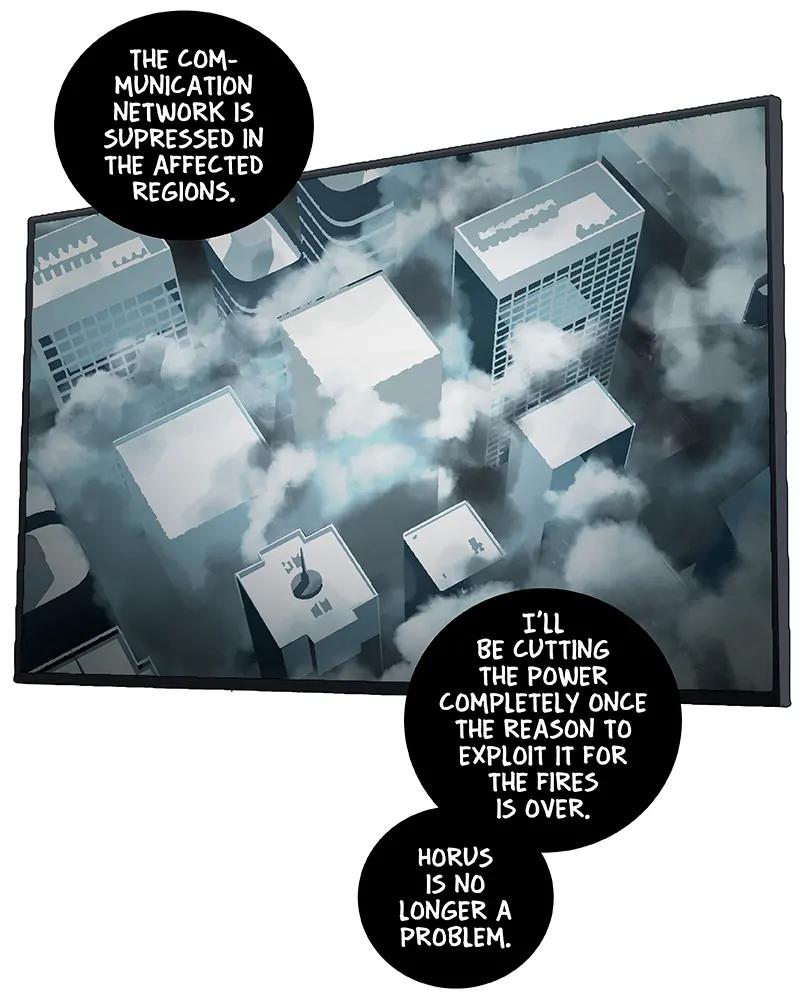 THE COM-
MUNICATION
NETWORK IS
SUPRESSED IN
THE AFFECTED
REGIONS.
I'LL
BE CUTTING
THE POWER
COMPLETELY ONCE
THE REASON TO
EXPLOIT IT FOR
THE FIRES
IS OVER.
HORUS
IS NO
LONGER A
PROBLEM.